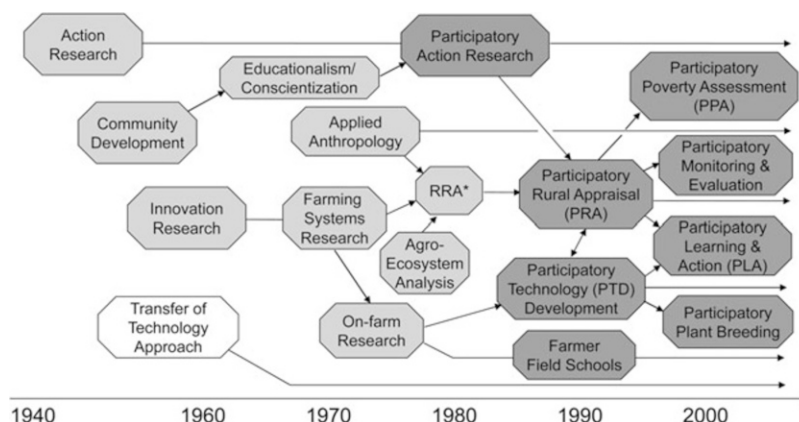 Action
Research
Participatory
Action Research
Educationalism/
Conscientization
Participatory
Poverty Assessment
(PPA)
Community
Development
Applied
Anthropology
Participatory
Monitoring &
Evaluation
Innovation
Research
Farming
Systems
Research
RRA*
Participatory
Rural Appraisal
(PRA)
Agro-
Ecosystem
Analysis
Participatory
Learning &
Action (PLA)
Participatory
Technology (PTD)
Development
Transfer of
Technology
Approach
On-farm
Research
Participatory
Plant Breeding
Farmer
Field Schools
1940 1960 1970 1980 1990 2000